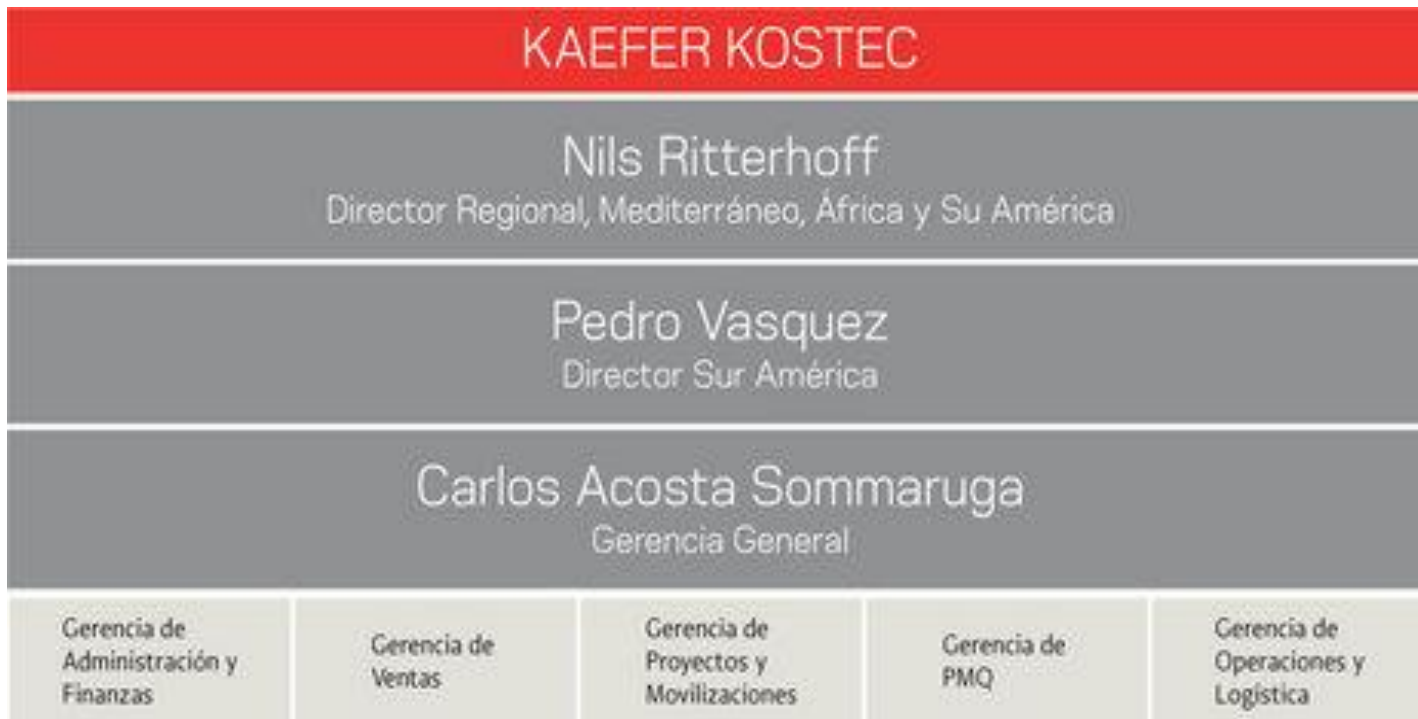 KAEFER KOSTEC
Nils Ritterhoff
Director Regional, Mediterráneo, África y Su América
Pedro Vasquez
Director Sur América
Carlos Acosta Sommaruga
Gerencia General
Gerencia de
Administración y
Finanzas
Gerencia de
Ventas
Gerencia de
Proyectos y
Movilizaciones
Gerencia de
PMQ
Gerencia de
Operaciones y
Logística